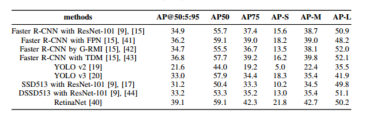 methods AP@50:5:95 AP50 AP75 AP-S AP-M AP-L
Faster R-CNN with ResNet-101 [9], [15] 34.9 55.7 37.4 15.6 38.7 50.9
Faster R-CNN with FPN [15], [41] 36.2 59.1 39.0 18.2 39.0 48.2
Faster R-CNN by G-RMI [15], [42] 34.7 55.5 36.7 13.5 38.1 52.0
Faster R-CNN with TDM [15], [43] 36.8 57.7 39.2 16.2 39.8 52.1
YOLO v2 [19] 21.6 44.0 19.2 5.0 22.4 35.5
YOLO v3 [20] 33.0 57.9 34.4 18.3 35.4 41.9
SSD513 with ResNet-101 [9], [17] 31.2 50.4 33.3 10.2 34.5 49.8
DSSD513 with ResNet-101 [9], [44] 33.2 53.3 35.2 13.0 35.4 51.1
RetinaNet [40] 39.1 59.1 42.3 21.8 42.7 50.2